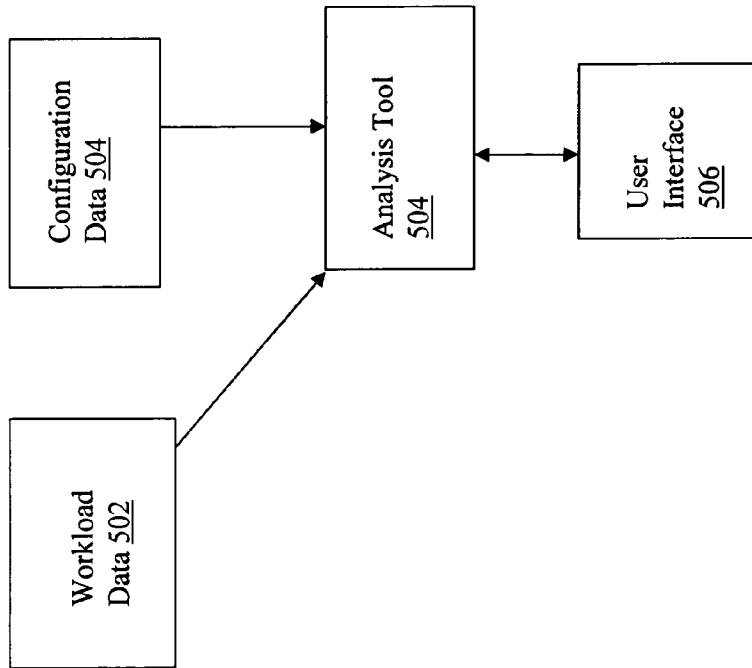 Workload
Data 502
Configuration
Data 504
Analysis Tool
504
User
Interface
506